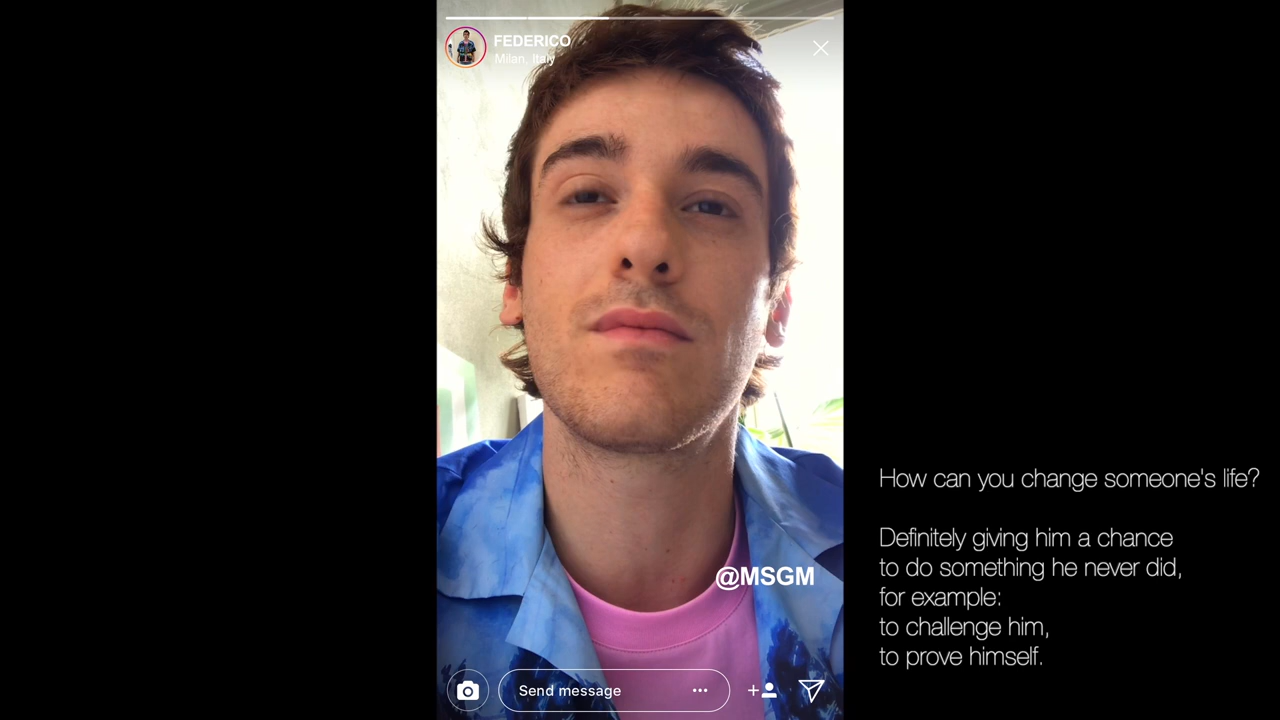 FEDERICO
Milan, Italy
@MSGM
Send message
How can you change someone's life?
Definitely giving him a chance
to do something he never did,
for example:
to challenge him,
to prove himself.